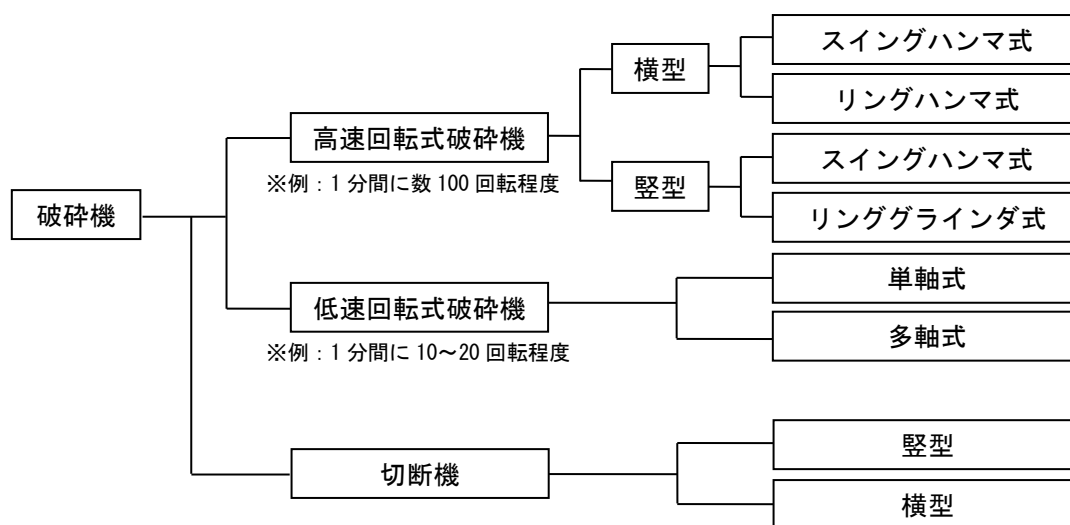 破砕機
高速回転式破砕機
※例：1分間に数100回転程度
横型
スイングハンマ式
リングハンマ式
竪型
スイングハンマ式
リンググラインダ式
低速回転式破砕機
※例：1分間に10～20回転程度
単軸式
多軸式
切断機
竪型
横型